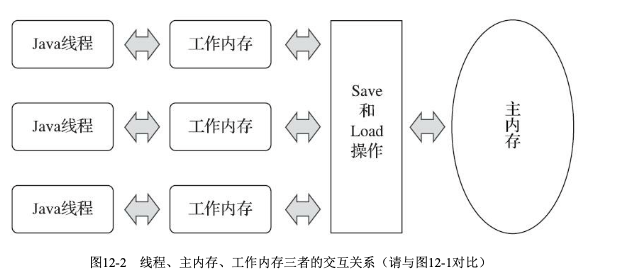 Java线程
工作内存
Java线程
工作内存
Java线程
工作内存
Save
和
Load
操作
主内存
图12-2 线程、主内存、工作内存三者的交互关系（请与图12-1对比）